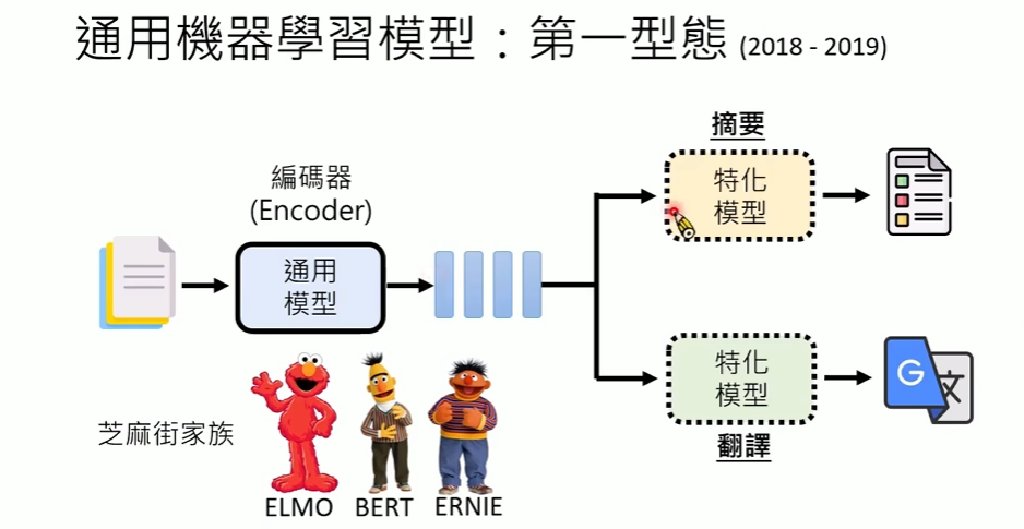 通用機器學習模型：第一型態 (2018 - 2019)
摘要
特化
模型
編碼器
(Encoder)
通用
模型
特化
模型
翻譯
G 文
芝麻街家族
ELMO BERT ERNIE